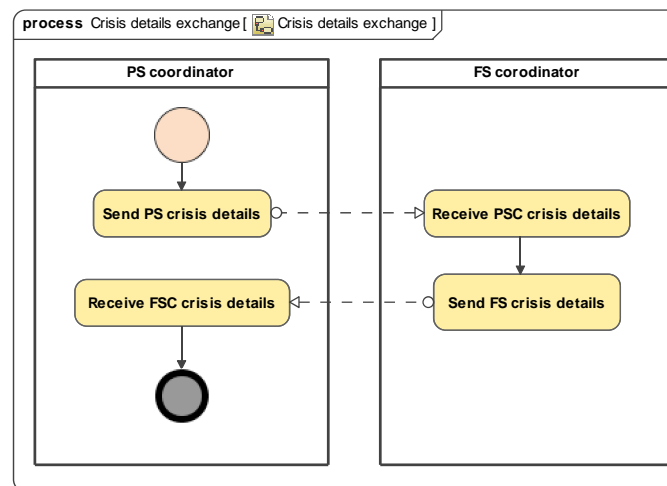 process Crisis details exchange [ Crisis details exchange ]
PS coordinator
FS corodinator
Send PS crisis details
Receive PSC crisis details
Receive FSC crisis details
Send FS crisis details